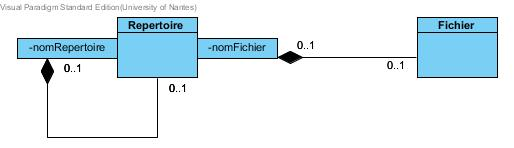 Visual Paradigm Standard Edition(University of Nantes)
Repertoire
Fichier
-nomRepertoire
-nomFichier
0..1
0..1
0..1
0..1